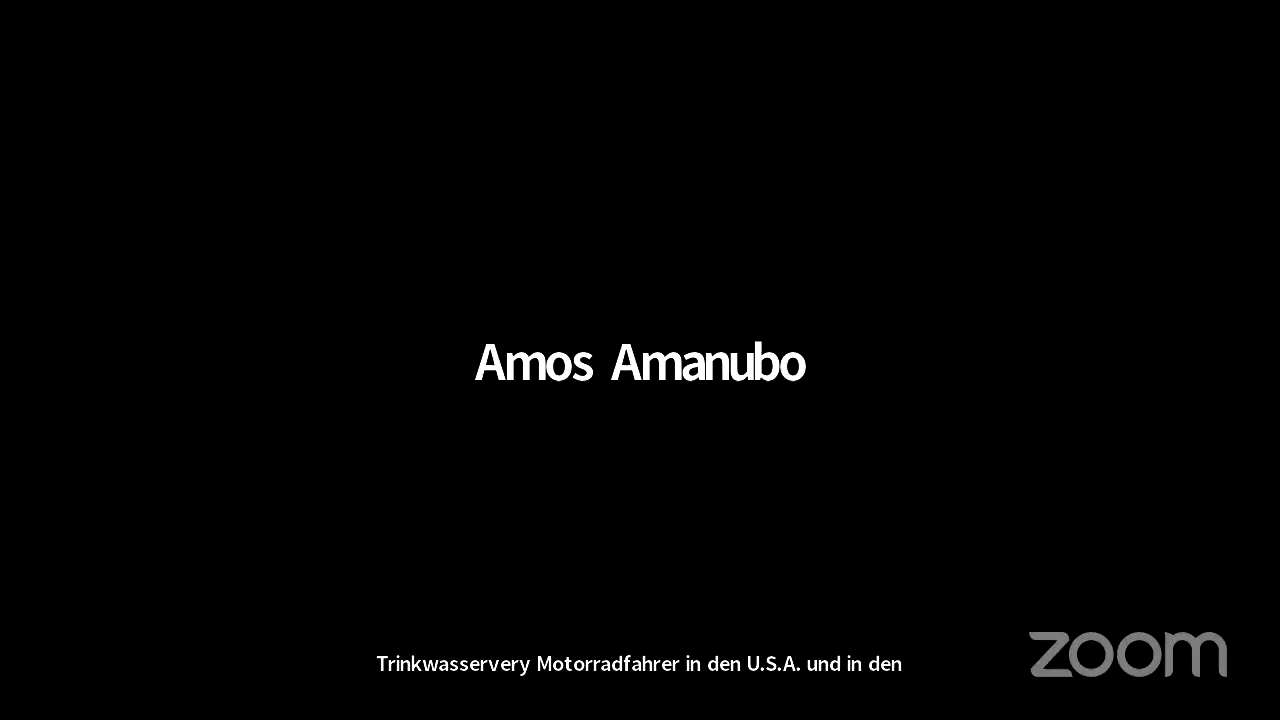 Amos Amanubo
Trinkwasservery Motorradfahrer in den U.S.A. und in den
zoom